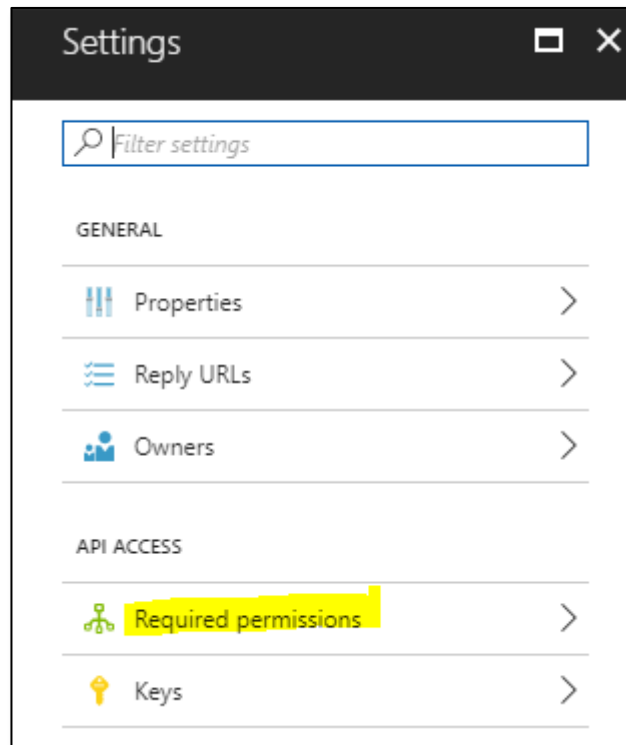 Settings
Filter settings
GENERAL
Properties
Reply URLs
Owners
API ACCESS
Required permissions
Keys